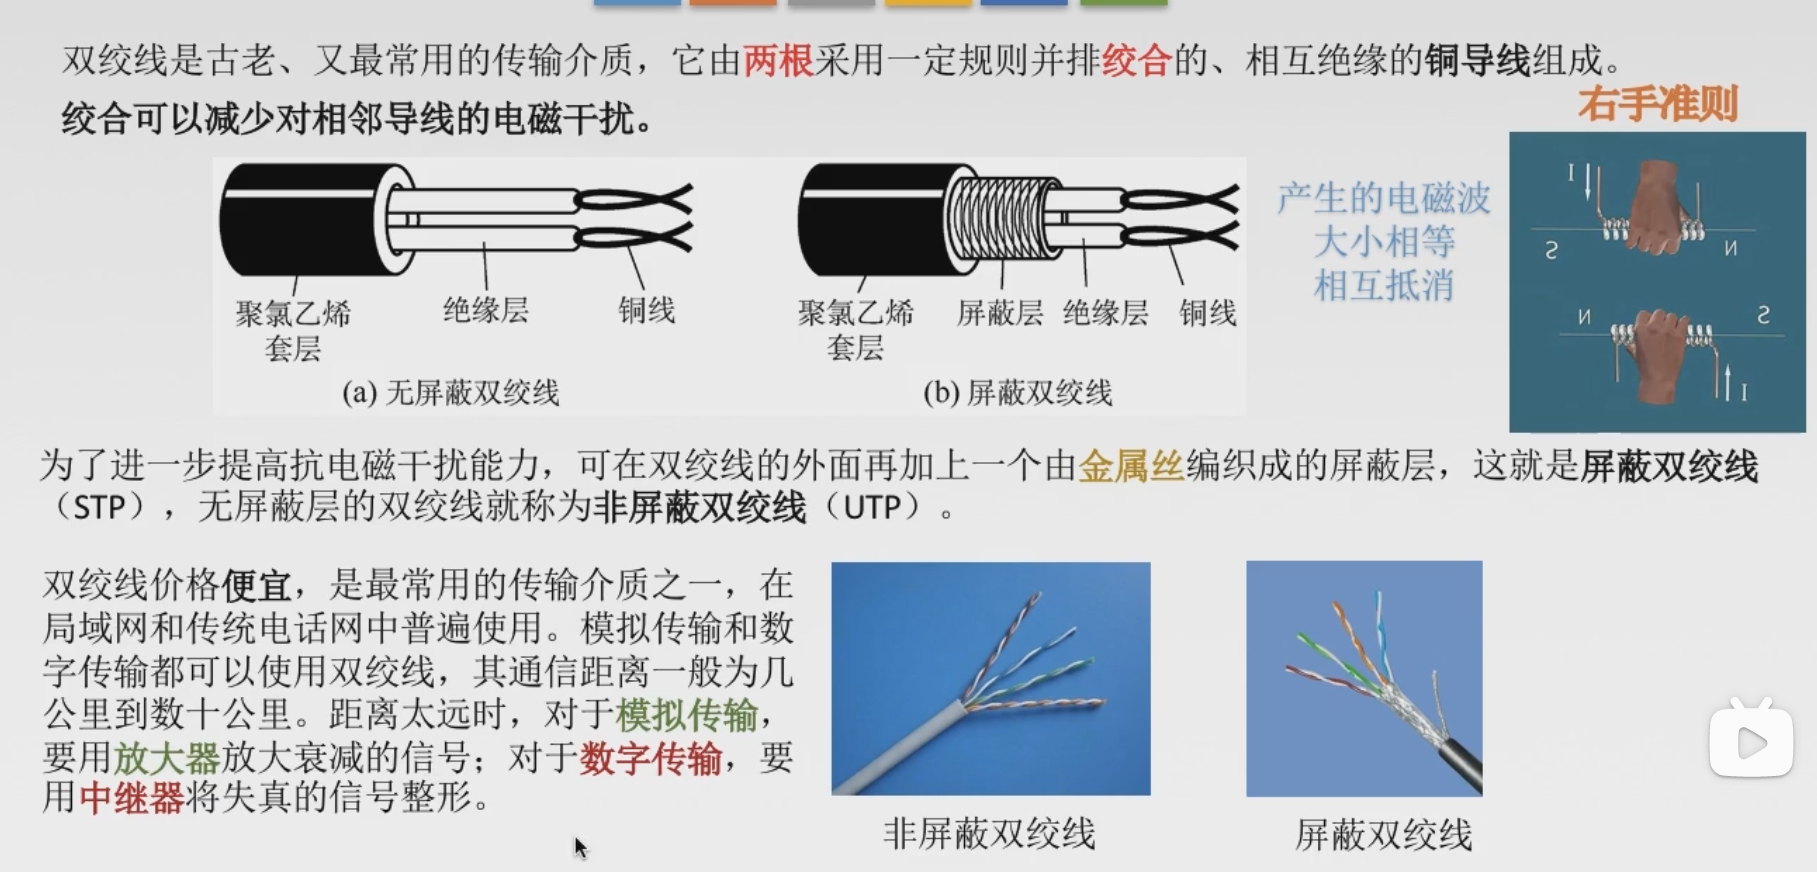 双绞线是古老、又最常用的传输介质，它由两根采用一定规则并排绞合的、相互绝缘的铜导线组成。
绞合可以减少对相邻导线的电磁干扰。
右手准则
产生的电磁波
大小相等
相互抵消
I
S
N
N
S
I
聚氯乙烯
套层
绝缘层
铜线
(a) 无屏蔽双绞线
聚氯乙烯
套层
屏蔽层
绝缘层
铜线
(b) 屏蔽双绞线
为了进一步提高抗电磁干扰能力，可在双绞线的外面再加上一个由金属丝编织成的屏蔽层，这就是屏蔽双绞线
（STP），无屏蔽层的双绞线就称为非屏蔽双绞线（UTP）。
双绞线价格便宜，是最常用的传输介质之一，在
局域网和传统电话网中普遍使用。模拟传输和数
字传输都可以使用双绞线，其通信距离一般为几
公里到数十公里。距离太远时，对于模拟传输，
要用放大器放大衰减的信号；对于数字传输，要
用中继器将失真的信号整形。
非屏蔽双绞线
屏蔽双绞线